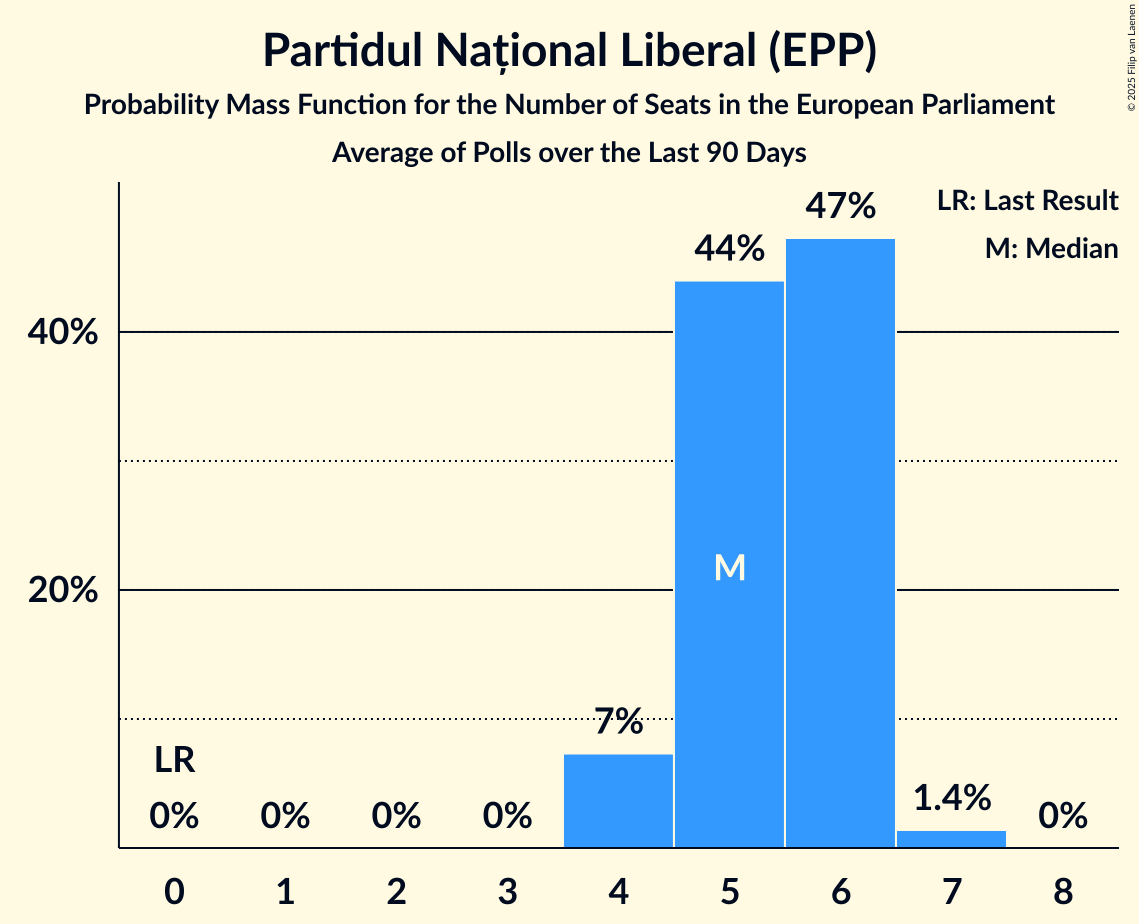 Partidul Național Liberal (EPP)
Probability Mass Function for the Number of Seats in the European Parliament
Average of Polls over the Last 90 Days
© 2025 Filip van Laenen
LR: Last Result
M: Median
47%
44%
40%
M
20%
7%
LR
1.4%
0% 0% 0% 0% 0%
0 1 2 3 4 5 6 7 8